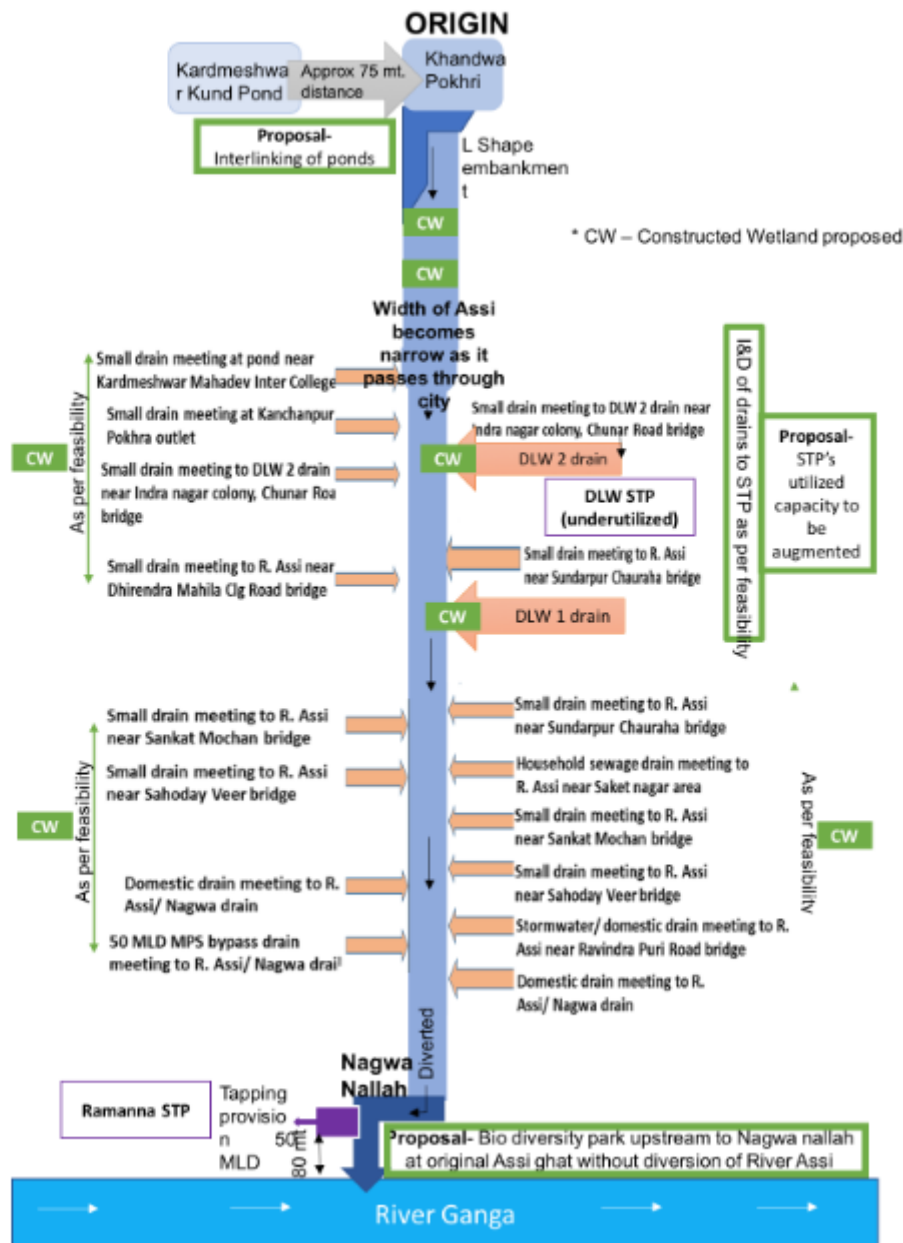 ORIGIN
Kardmeshwa
r Kund Pond
Approx 75 mt.
distance
Khandwa
Pokhri
Proposal-
Interlinking of ponds
L Shape
embankmen
t
CW
* CW – Constructed Wetland proposed
CW
Width of Assi
becomes
narrow as it
passes through
city
Small drain meeting at pond near
Kardmeshwar Mahadev Inter College
Small drain meeting at Kanchanpur
Pokhra outlet
Small drain meeting to DLW 2 drain
near Indra nagar colony, Chunar Roa
bridge
Small drain meeting to R. Assi near
Dhirendra Mahila Clg Road bridge
CW
As per feasibility
Small drain meeting to DLW 2 drain near
Indra nagar colony, Chunar Road bridge
CW
DLW 2 drain
DLW STP
(underutilized)
Small drain meeting to R. Assi
near Sundarpur Chauraha bridge
CW
DLW 1 drain
I&D of drains to STP as per feasibility
Proposal-
STP's
utilized
capacity to
be
augmented
Small drain meeting to R. Assi
near Sankat Mochan bridge
Small drain meeting to R. Assi
near Sahoday Veer bridge
CW
As per feasibility
Domestic drain meeting to R.
Assi/ Nagwa drain
50 MLD MPS bypass drain
meeting to R. Assi/ Nagwa drai
Small drain meeting to R. Assi
near Sundarpur Chauraha bridge
Household sewage drain meeting to
R. Assi near Saket nagar area
Small drain meeting to R. Assi
near Sankat Mochan bridge
Small drain meeting to R. Assi
near Sahoday Veer bridge
Stormwater/ domestic drain meeting to R.
Assi near Ravindra Puri Road bridge
Domestic drain meeting to R.
Assi/ Nagwa drain
As per feasibility
CW
Diverted
Nagwa
Nallah
Ramanna STP
Tapping
provisio
n 50
MLD
80 mt
Proposal- Bio diversity park upstream to Nagwa nallah
at original Assi ghat without diversion of River Assi
River Ganga